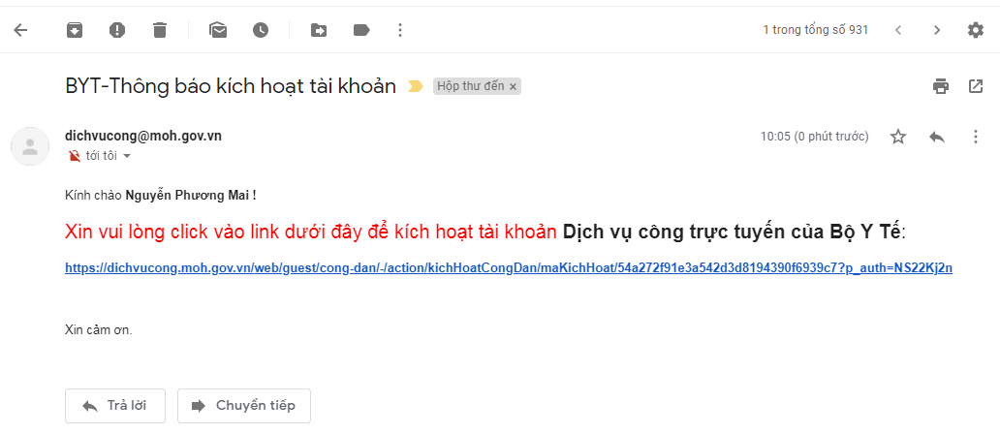 1 trong tổng số 931
BYT-Thông báo kích hoạt tài khoản Hộp thư đến ×
dichvucong@moh.gov.vn 10:05 (0 phút trước)
tới tôi
Kính chào Nguyễn Phương Mai !
Xin vui lòng click vào link dưới đây để kích hoạt tài khoản Dịch vụ công trực tuyến của Bộ Y Tế:
https://dichvucong.moh.gov.vn/web/guest/cong-dan/-/action/kichHoatCongDan/maKichHoat/54a272f91e3a542d3d8194390f6939c7?p_auth=NS22Kj2n
Xin cảm ơn.
Trả lời Chuyển tiếp